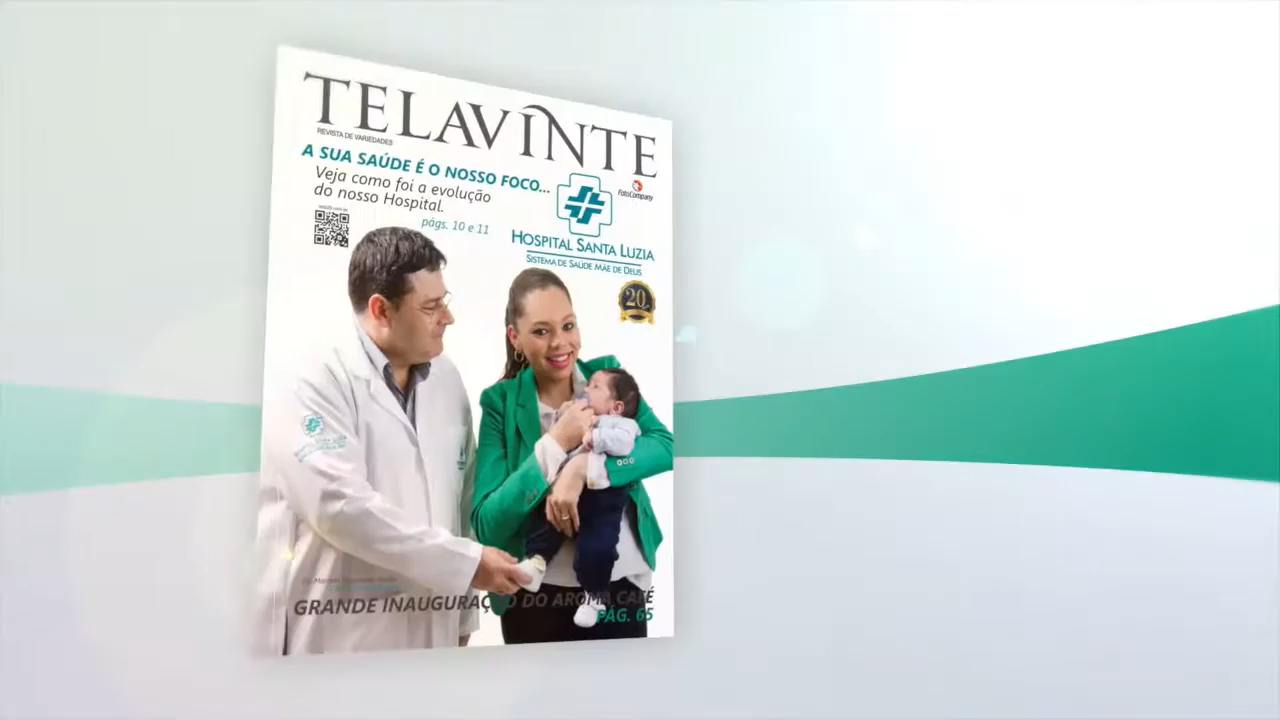 TELAVINTE
REVISTA DE VARIEDADES
A SUA SAÚDE É O NOSSO FOCO...
Veja como foi a evolução
do nosso Hospital.
págs. 10 e 11
FotoCompany
HOSPITAL SANTA LUZIA
SISTEMA DE SAÚDE MÃE DE DEUS
20
GRANDE INAUGURAÇÃO DO AROMA CAFÉ
PÁG. 65